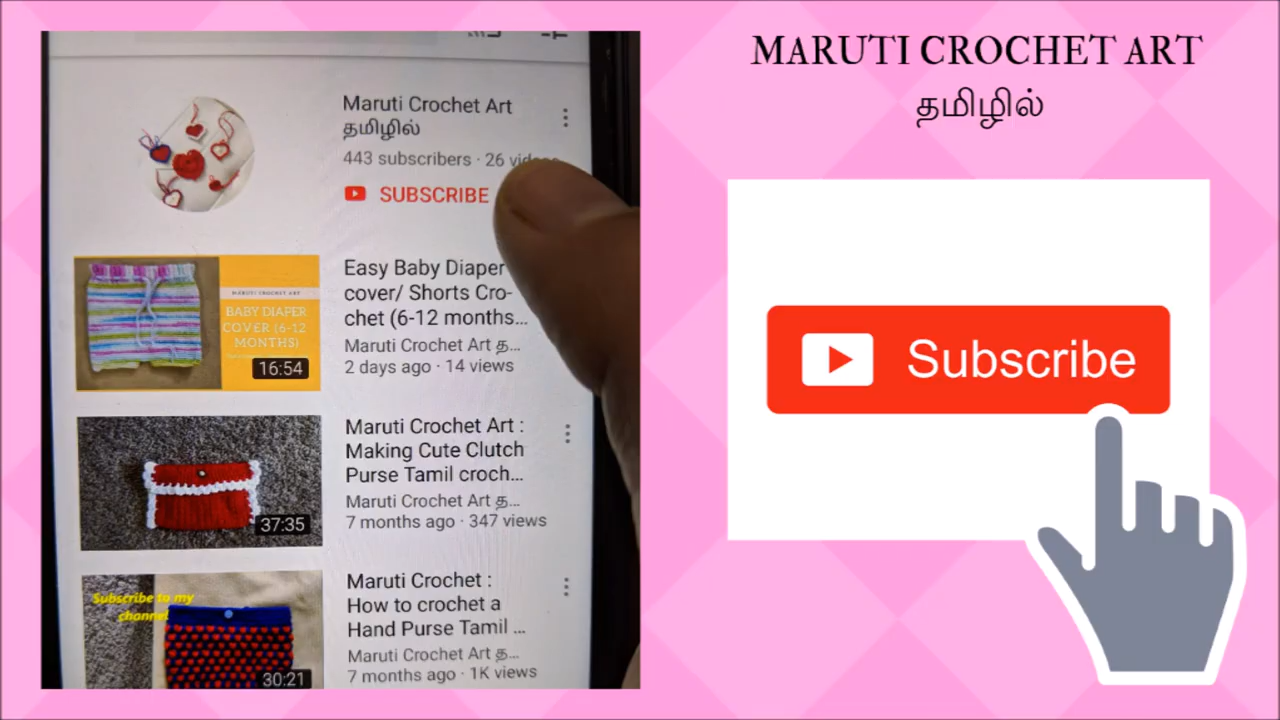 MARUTI CROCHET ART
தமிழில்
Maruti Crochet Art
தமிழில்
443 subscribers · 26
SUBSCRIBE
Easy Baby Diaper
cover/ Shorts Cro-
chet (6-12 months...
Maruti Crochet Art த...
2 days ago · 14 views
MARUTI CROCHET ART
BABY DIAPER
COVER (6-12
MONTHS)
16:54
Maruti Crochet Art :
Making Cute Clutch
Purse Tamil croch...
Maruti Crochet Art த...
7 months ago · 347 views
37:35
Maruti Crochet :
How to crochet a
Hand Purse Tamil ...
Maruti Crochet Art த...
7 months ago · 1K views
Subscribe to my
channel
30:21
Subscribe